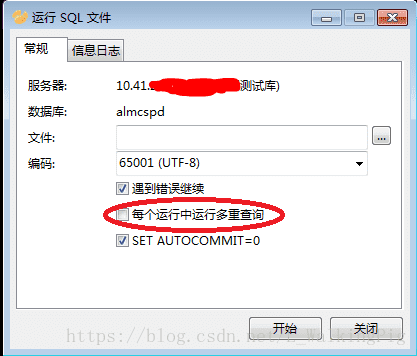 运行 SQL 文件
常规 信息日志
服务器: 10.41. 测试库)
数据库: almcspd
文件: ...
编码: 65001 (UTF-8)
遇到错误继续
每个运行中运行多重查询
SET AUTOCOMMIT=0
开始 关闭
https://blog.csdn.net/L_WalkingPig